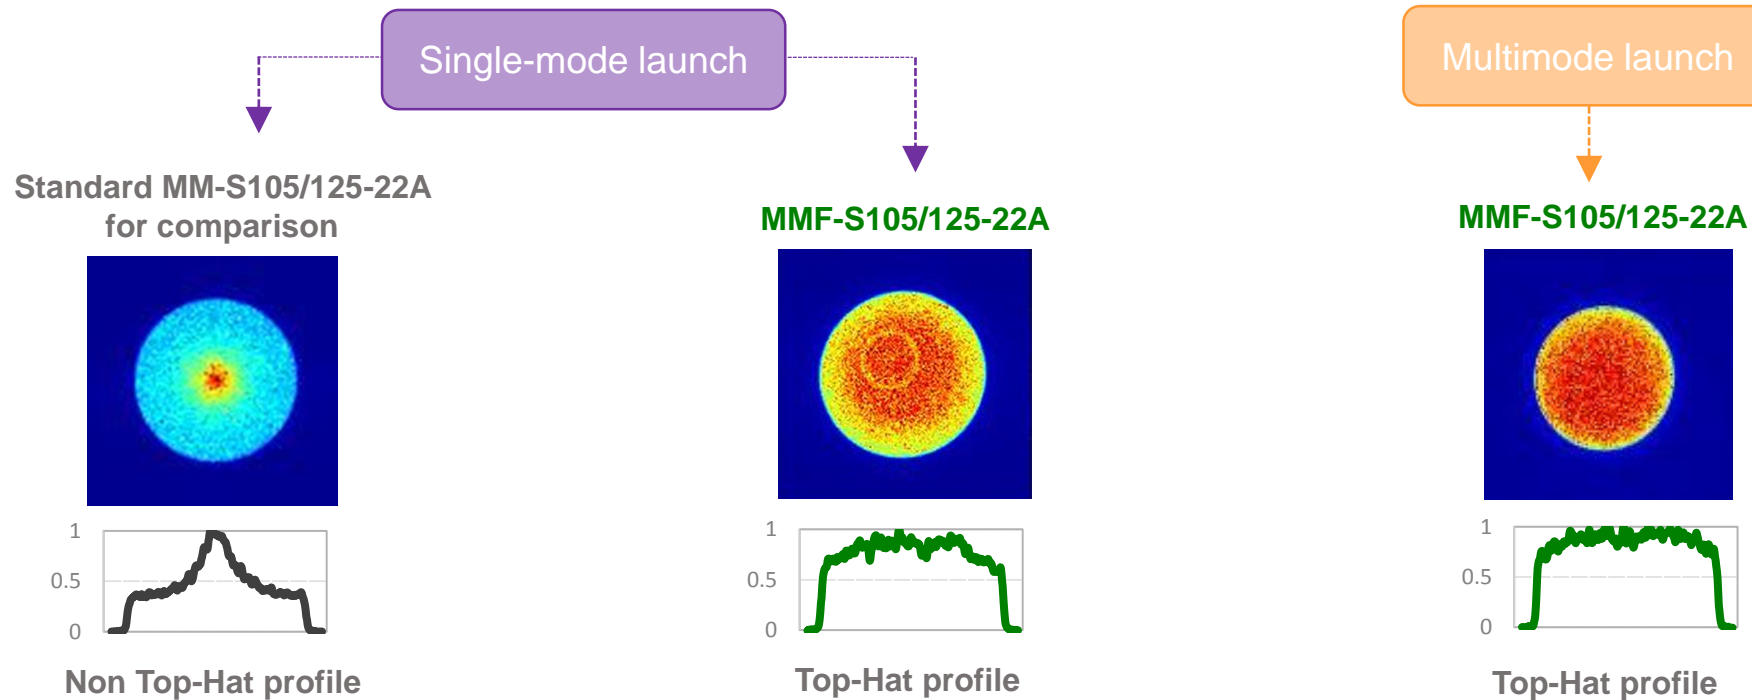 Single-mode launch
Multimode launch
Standard MM-S105/125-22A
for comparison
MMF-S105/125-22A
MMF-S105/125-22A
1
0.5
0
1
0.5
0
1
0.5
0
Non Top-Hat profile
Top-Hat profile
Top-Hat profile